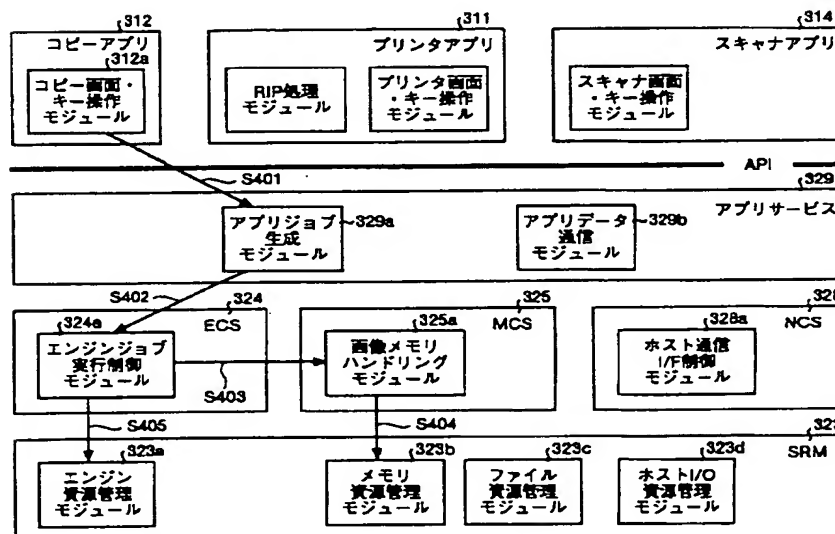 312
コピーアプリ
312a
コピー画面・
キー操作
モジュール
311
プリンタアプリ
RIP処理
モジュール
プリンタ画面
・キー操作
モジュール
314
スキャナアプリ
スキャナ画面
・キー操作
モジュール
API
S401
329
アプリサービス
アプリジョブ
生成
モジュール
329a
アプリデータ
通信
モジュール
329b
S402
324
ECS
324a
エンジンジョブ
実行制御
モジュール
S403
325
MCS
325a
画像メモリ
ハンドリング
モジュール
328
NCS
328a
ホスト通信
I/F制御
モジュール
S405
S404
323
SRM
323a
エンジン
資源管理
モジュール
323b
メモリ
資源管理
モジュール
323c
ファイル
資源管理
モジュール
323d
ホストI/O
資源管理
モジュール